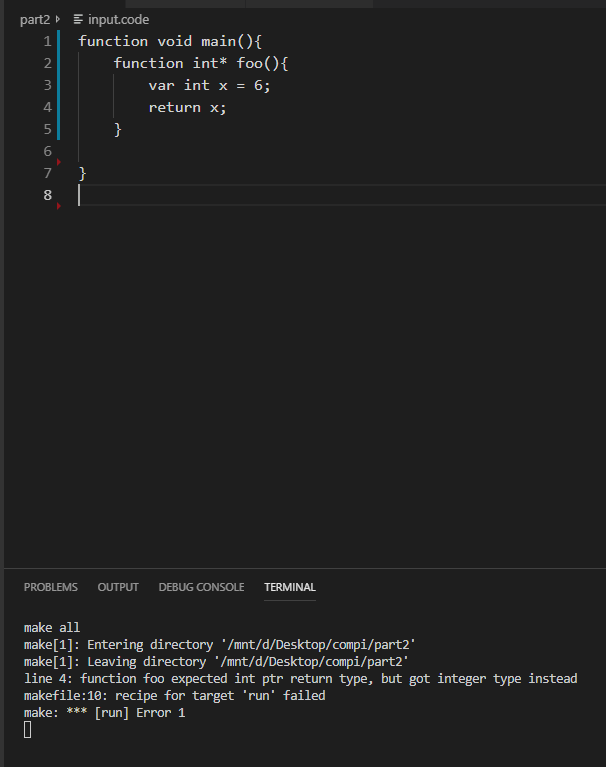 part2 input.code
1 function void main(){
2     function int* foo(){
3         var int x = 6;
4         return x;
5     }
6
7 }
8
PROBLEMS OUTPUT DEBUG CONSOLE TERMINAL
make all
make[1]: Entering directory '/mnt/d/Desktop/compi/part2'
make[1]: Leaving directory '/mnt/d/Desktop/compi/part2'
line 4: function foo expected int ptr return type, but got integer type instead
makefile:10: recipe for target 'run' failed
make: *** [run] Error 1